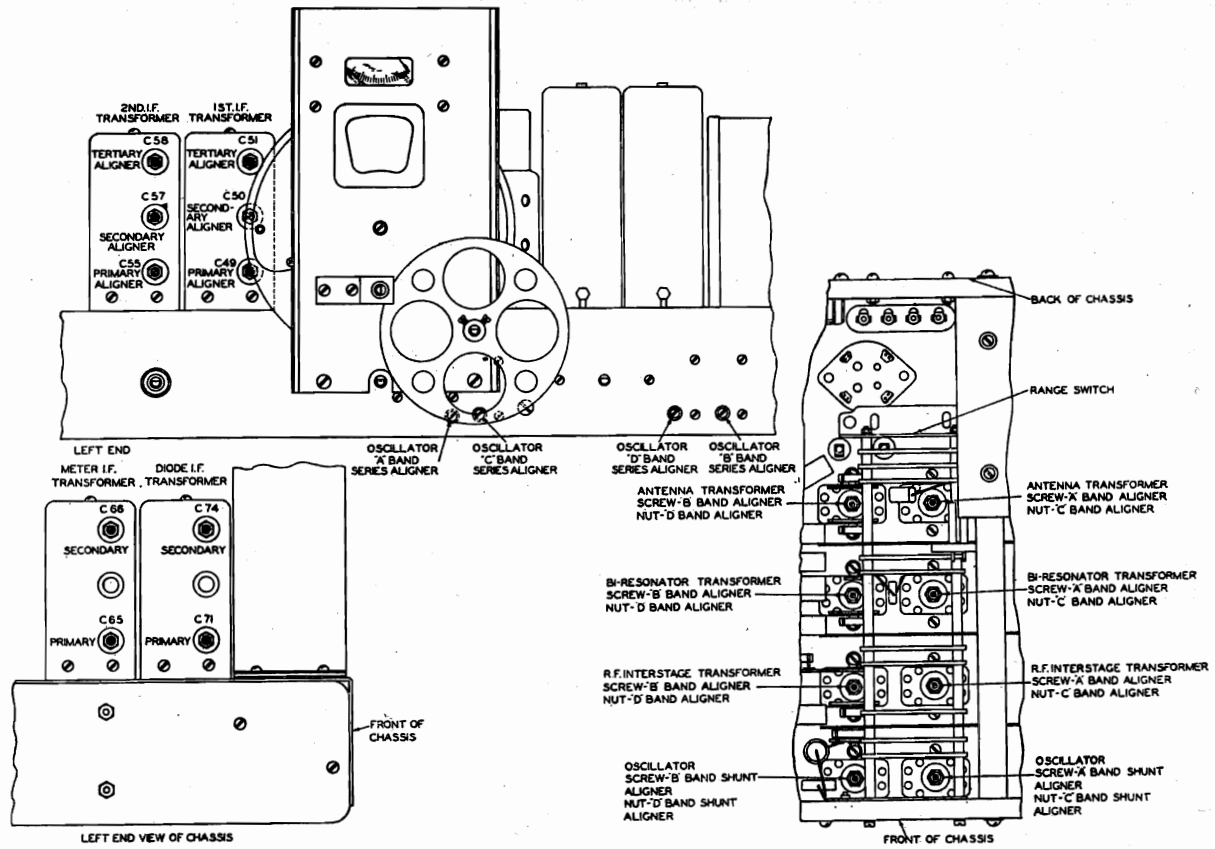 2ND.I.F.
TRANSFORMER
1ST.I.F.
TRANSFORMER
C58
TERTIARY
ALIGNER
C57
SECONDARY
ALIGNER
C55
PRIMARY
ALIGNER
C51
TERTIARY
ALIGNER
C50
SECOND-
ARY
ALIGNER
C49
PRIMARY
ALIGNER
LEFT END
OSCILLATOR
"A" BAND
SERIES ALIGNER
OSCILLATOR
"C" BAND
SERIES ALIGNER
OSCILLATOR
"D" BAND
SERIES ALIGNER
OSCILLATOR
"B" BAND
SERIES ALIGNER
METER I.F.
TRANSFORMER
DIODE I.F.
TRANSFORMER
C66
SECONDARY
C65
PRIMARY
C74
SECONDARY
C71
PRIMARY
FRONT OF
CHASSIS
LEFT END VIEW OF CHASSIS
BACK OF CHASSIS
RANGE SWITCH
ANTENNA TRANSFORMER
SCREW-'B' BAND ALIGNER
NUT-'D' BAND ALIGNER
ANTENNA TRANSFORMER
SCREW-'A' BAND ALIGNER
NUT-'C' BAND ALIGNER
BI-RESONATOR TRANSFORMER
SCREW-'B' BAND ALIGNER
NUT-'D' BAND ALIGNER
BI-RESONATOR TRANSFORMER
SCREW-'A' BAND ALIGNER
NUT-'C' BAND ALIGNER
R.F. INTERSTAGE TRANSFORMER
SCREW-'B' BAND ALIGNER
NUT-'D' BAND ALIGNER
R.F. INTERSTAGE TRANSFORMER
SCREW-'A' BAND ALIGNER
NUT-'C' BAND ALIGNER
OSCILLATOR
SCREW-'B' BAND SHUNT
ALIGNER
NUT-'D' BAND SHUNT
ALIGNER
OSCILLATOR
SCREW-'A' BAND SHUNT
ALIGNER
NUT-'C' BAND SHUNT
ALIGNER
FRONT OF CHASSIS